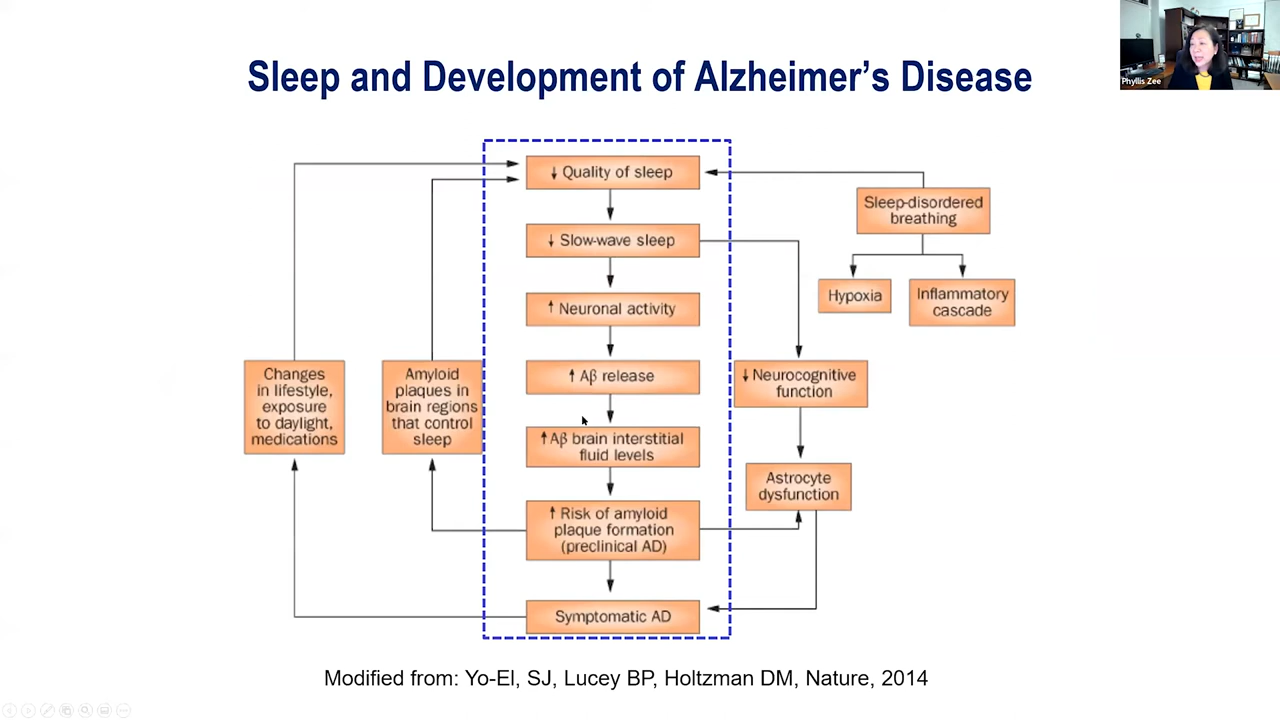 Phyllis Zee
Sleep and Development of Alzheimer's Disease
↓ Quality of sleep
↓ Slow-wave sleep
↑ Neuronal activity
↑ Aβ release
↑ Aβ brain interstitial
fluid levels
↑ Risk of amyloid
plaque formation
(preclinical AD)
Symptomatic AD
Changes
in lifestyle,
exposure
to daylight,
medications
Amyloid
plaques in
brain regions
that control
sleep
Sleep-disordered
breathing
Hypoxia
Inflammatory
cascade
↓ Neurocognitive
function
Astrocyte
dysfunction
Modified from: Yo-El, SJ, Lucey BP, Holtzman DM, Nature, 2014